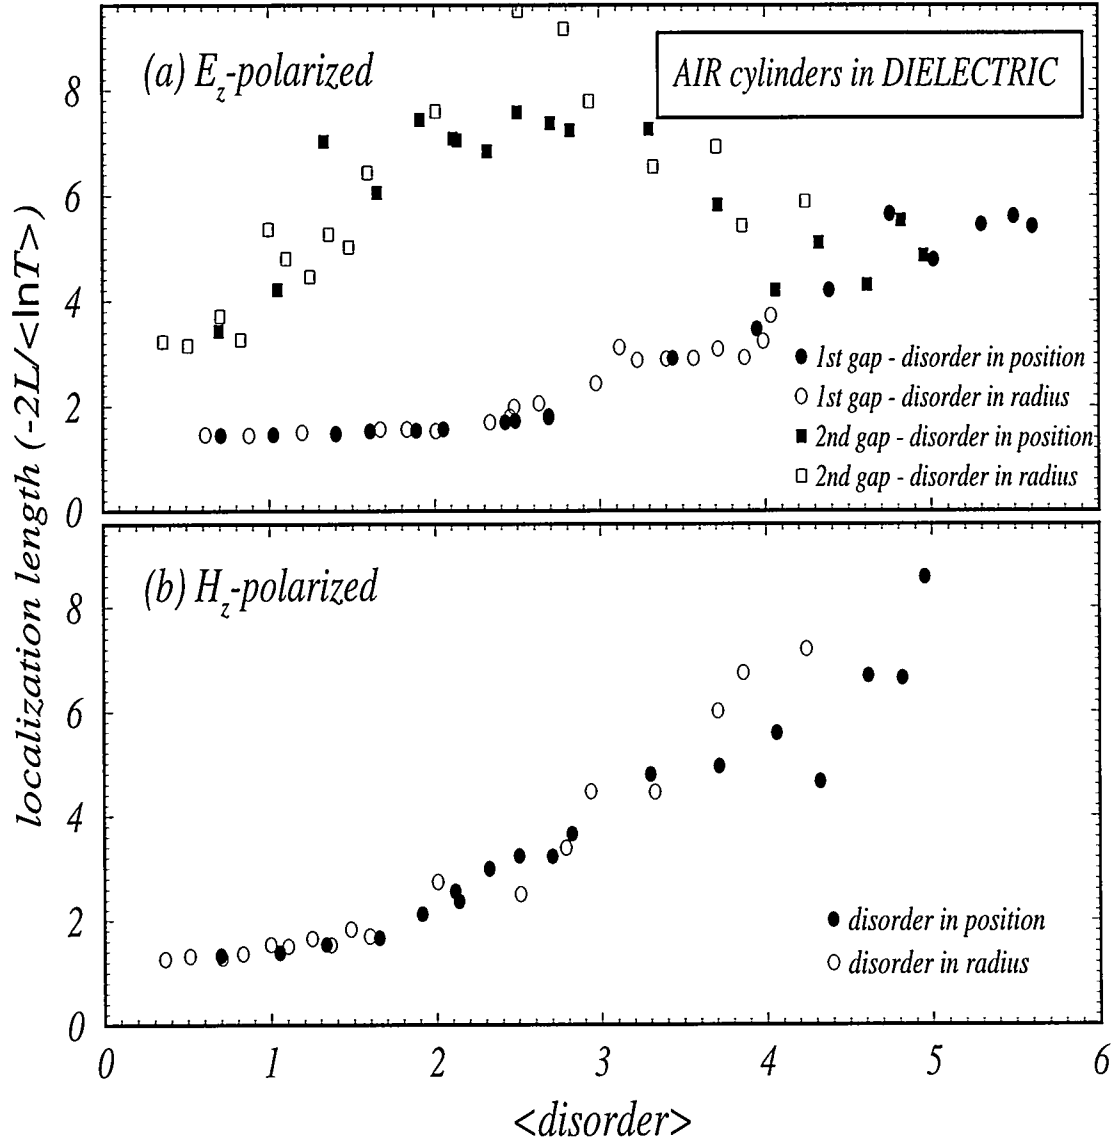 (a) E_z-polarized
AIR cylinders in DIELECTRIC
8
6
4
2
0
1st gap - disorder in position
1st gap - disorder in radius
2nd gap - disorder in position
2nd gap - disorder in radius
localization length (-2L/<lnT>)
(b) H_z-polarized
8
6
4
2
0
disorder in position
disorder in radius
0 1 2 3 4 5 6
<disorder>